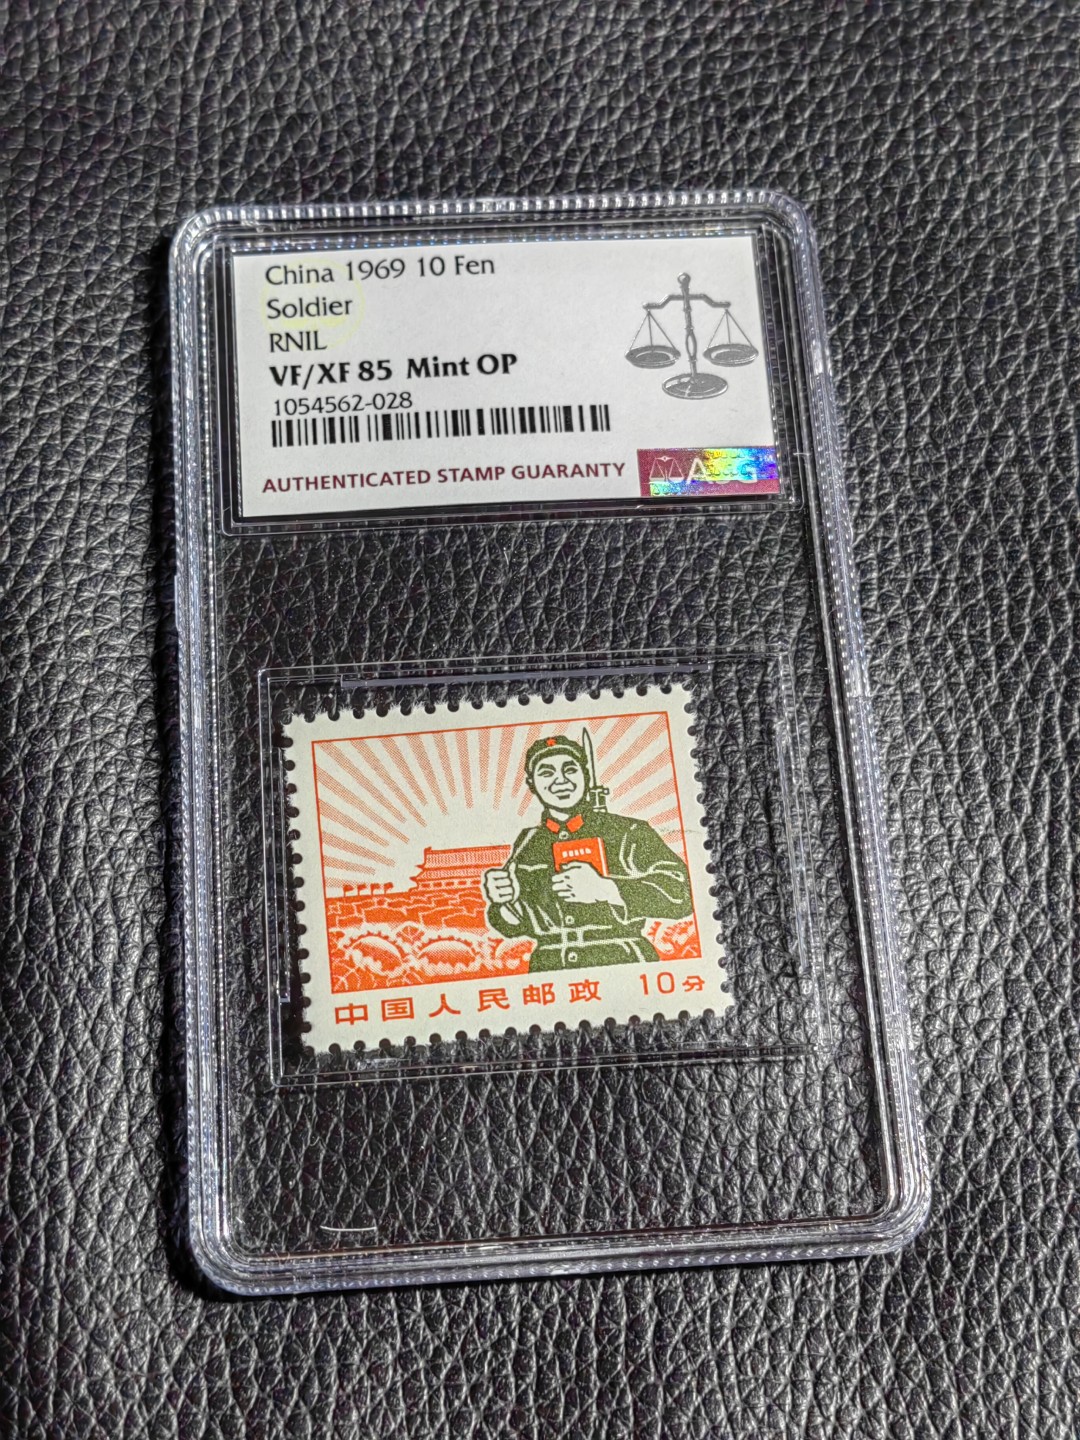 China 1969 10 Fen
Soldier
RNIL
VF/XF 85 Mint OP
1054562-028
AUTHENTICATED STAMP GUARANTY
中国人民邮政 10分